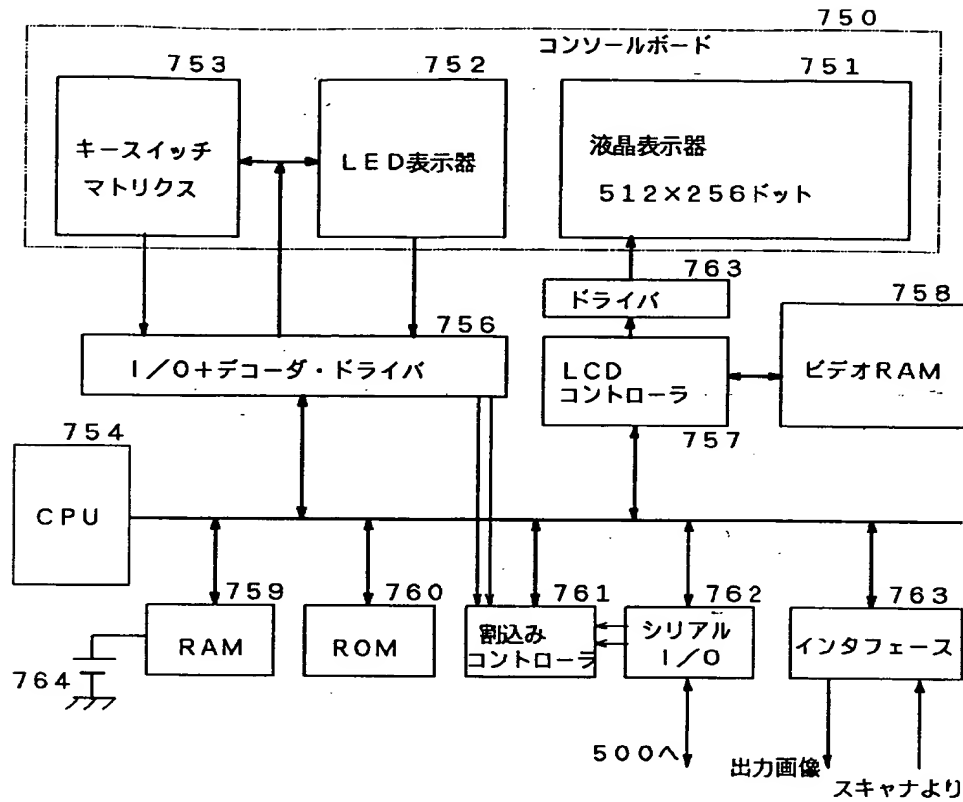 750
コンソールボード
753
752
751
キースイッチ
マトリクス
LED表示器
液晶表示器
512×256ドット
763
ドライバ
758
ビデオRAM
756
I/O+デコーダ・ドライバ
LCD
コントローラ
757
754
CPU
759
RAM
760
ROM
761
割込み
コントローラ
762
シリアル
I/O
763
インタフェース
764
500へ
出力画像
スキャナより